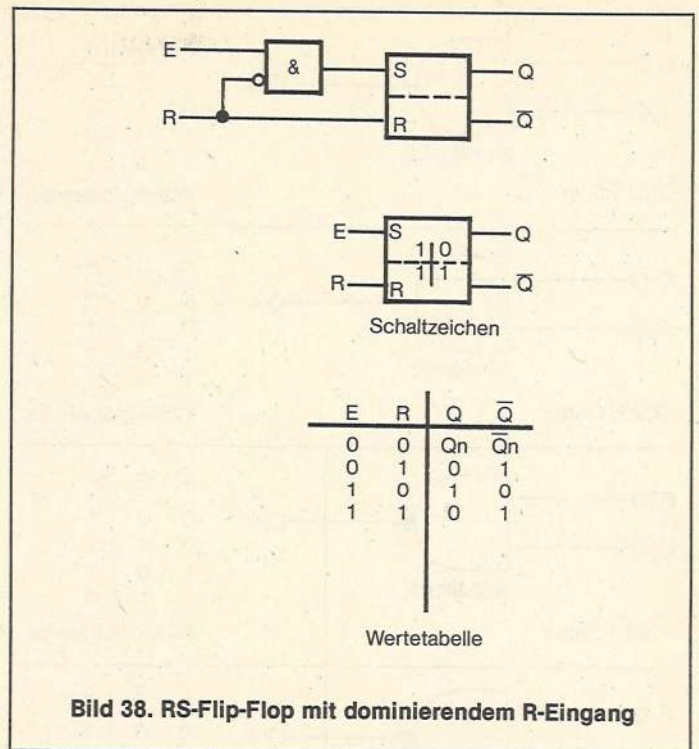 E & S Q
R R Q̅
E S 1 0 Q
R R 1 1 Q̅
Schaltzeichen
E R Q Q̅
0 0 Qn Q̅n
0 1 0 1
1 0 1 0
1 1 0 1
Wertetabelle
Bild 38. RS-Flip-Flop mit dominierendem R-Eingang